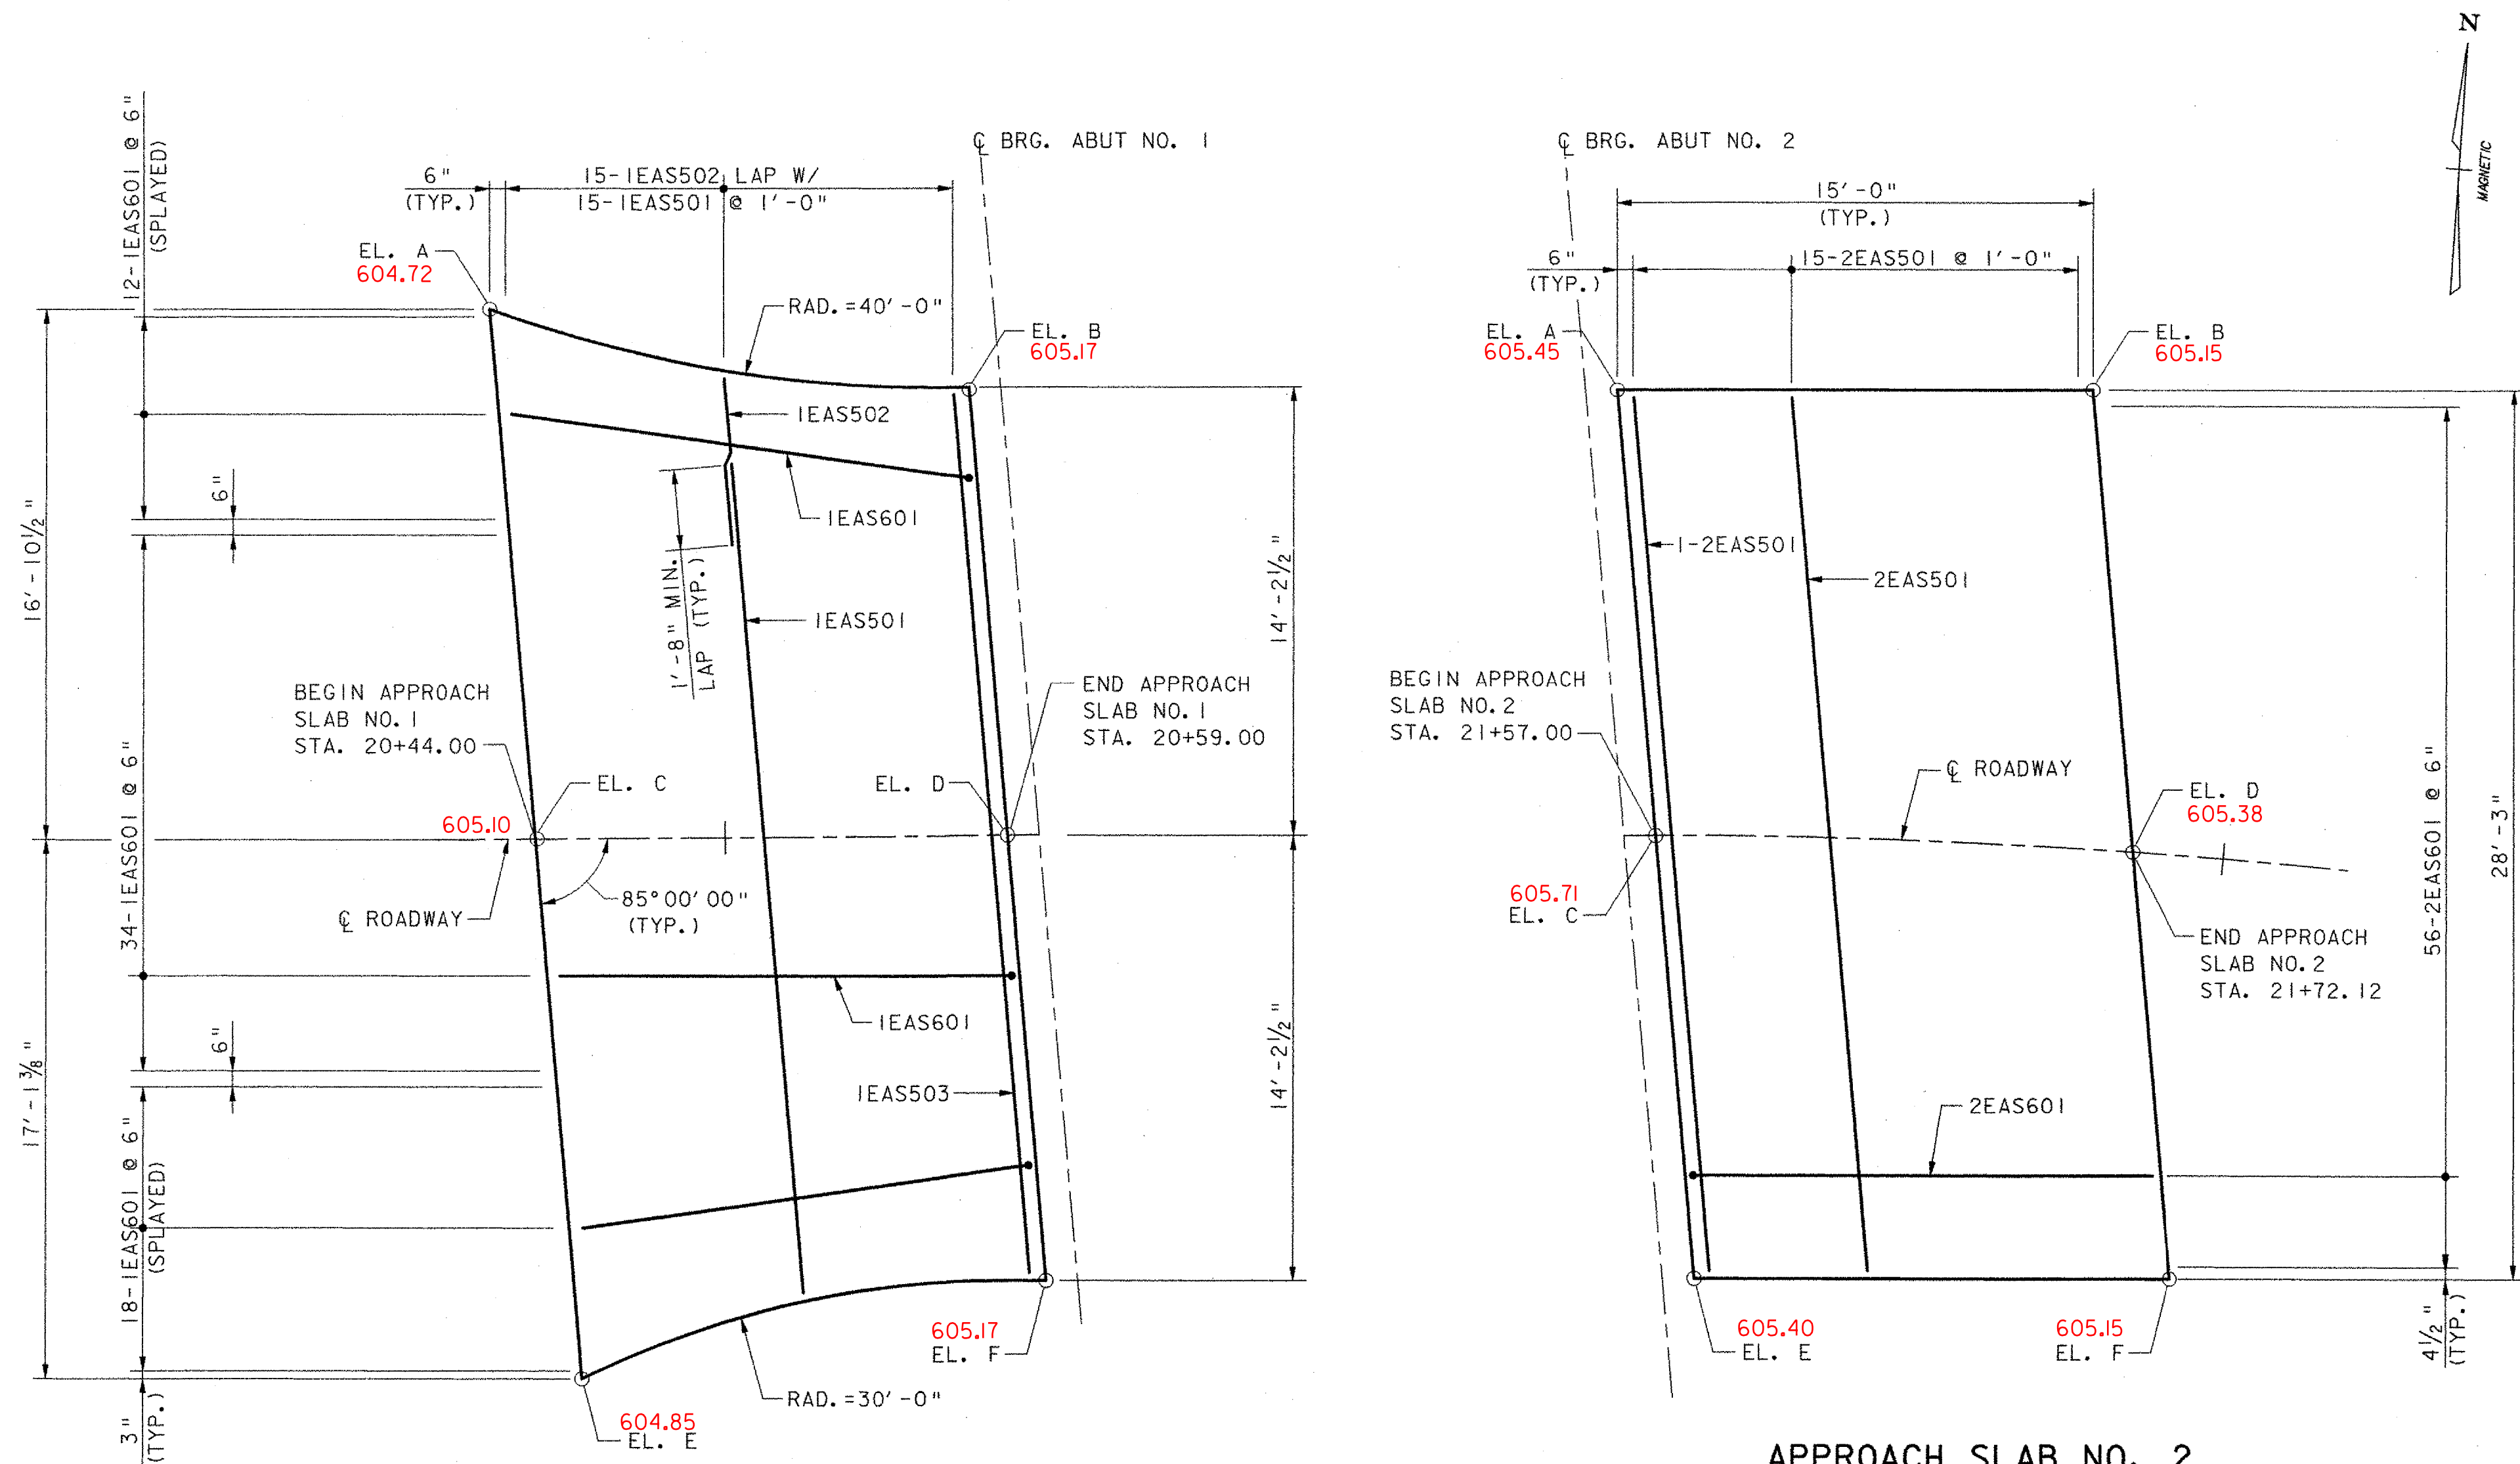 N
MAGNETIC
12-1EAS601 @ 6"
(SPLAYED)
6"
(TYP.)
15-1EAS502 LAP W/
15-1EAS501 @ 1'-0"
℄ BRG. ABUT NO. 1
EL. A
604.72
RAD.=40'-0"
EL. B
605.17
1EAS502
6"
1EAS601
16'-10½"
1'-8" MIN.
LAP (TYP.)
1EAS501
14'-2½"
BEGIN APPROACH
SLAB NO. 1
STA. 20+44.00
END APPROACH
SLAB NO. 1
STA. 20+59.00
EL. C
605.10
EL. D
34-1EAS601 @ 6"
℄ ROADWAY
85°00'00"
(TYP.)
1EAS601
6"
1EAS503
17'-1⅜"
14'-2½"
18-1EAS601 @ 6"
(SPLAYED)
605.17
EL. F
RAD.=30'-0"
604.85
EL. E
3"
(TYP.)
℄ BRG. ABUT NO. 2
15'-0"
(TYP.)
6"
(TYP.)
15-2EAS501 @ 1'-0"
EL. A
605.45
EL. B
605.15
1-2EAS501
2EAS501
BEGIN APPROACH
SLAB NO. 2
STA. 21+57.00
℄ ROADWAY
EL. D
605.38
605.71
EL. C
END APPROACH
SLAB NO. 2
STA. 21+72.12
56-2EAS601 @ 6"
28'-3"
2EAS601
605.40
EL. E
605.15
EL. F
4½"
(TYP.)
APPROACH SLAB NO. 2